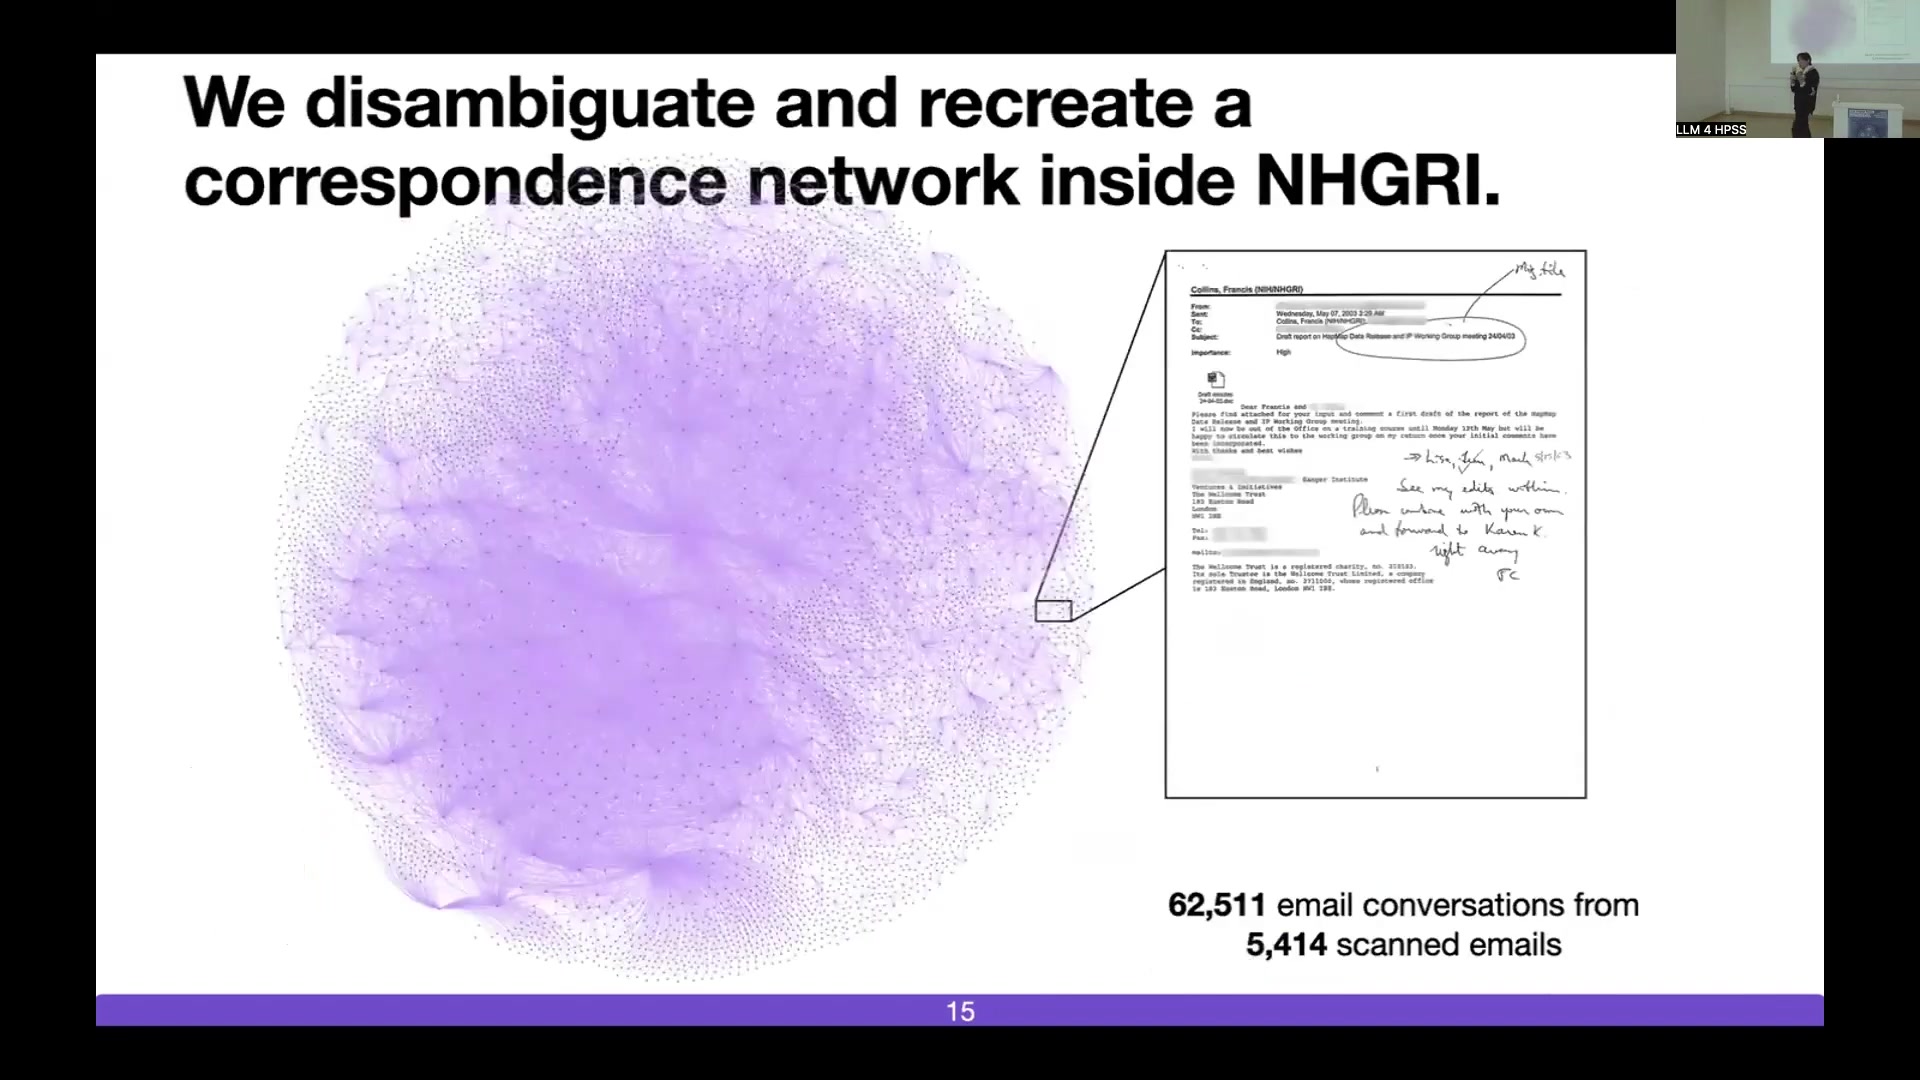 We disambiguate and recreate a
correspondence network inside NHGRI.
LLM 4 HPSS
My file
Collins, Francis (NIH/NHGRI)
From:
Sent: Wednesday, May 07, 2003 3:20 AM
To: Collins, Francis (NIH/NHGRI)
Cc:
Subject: Draft report on HapMap Data Release and IP Working Group meeting 24/04/03
Importance: High
Draft minutes
24-04-03.doc
Dear Francis and
Please find attached for your input and comment a first draft of the report of the HapMap
Data Release and IP Working Group meeting.
I will now be out of the Office on a training course until Monday 12th May but will be
happy to circulate this to the working group on my return once your initial comments have
been incorporated.
With thanks and best wishes
→ Lisa, Mark
Sanger Institute
Ventures & Initiatives
The Wellcome Trust
183 Euston Road
London
NW1 2BE
See my edits within.
Please combine with your own
and forward to Karen K.
right away
FC
Tel:
Fax:
mailto:
The Wellcome Trust is a registered charity, no. 210183.
Its sole Trustee is the Wellcome Trust Limited, a company
registered in England, no. 2711000, whose registered office
is 183 Euston Road, London NW1 2BE.
62,511 email conversations from
5,414 scanned emails
15